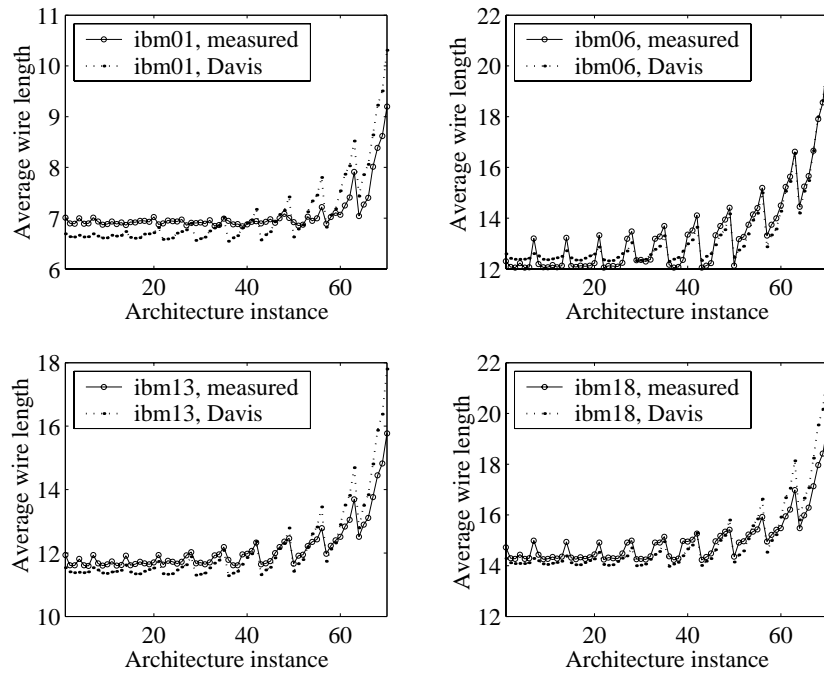 ibm01, measured
ibm01, Davis
Average wire length
11
10
9
8
7
6
20
40
60
Architecture instance
ibm06, measured
ibm06, Davis
Average wire length
22
20
18
16
14
12
20
40
60
Architecture instance
ibm13, measured
ibm13, Davis
Average wire length
18
16
14
12
10
20
40
60
Architecture instance
ibm18, measured
ibm18, Davis
Average wire length
22
20
18
16
14
12
20
40
60
Architecture instance